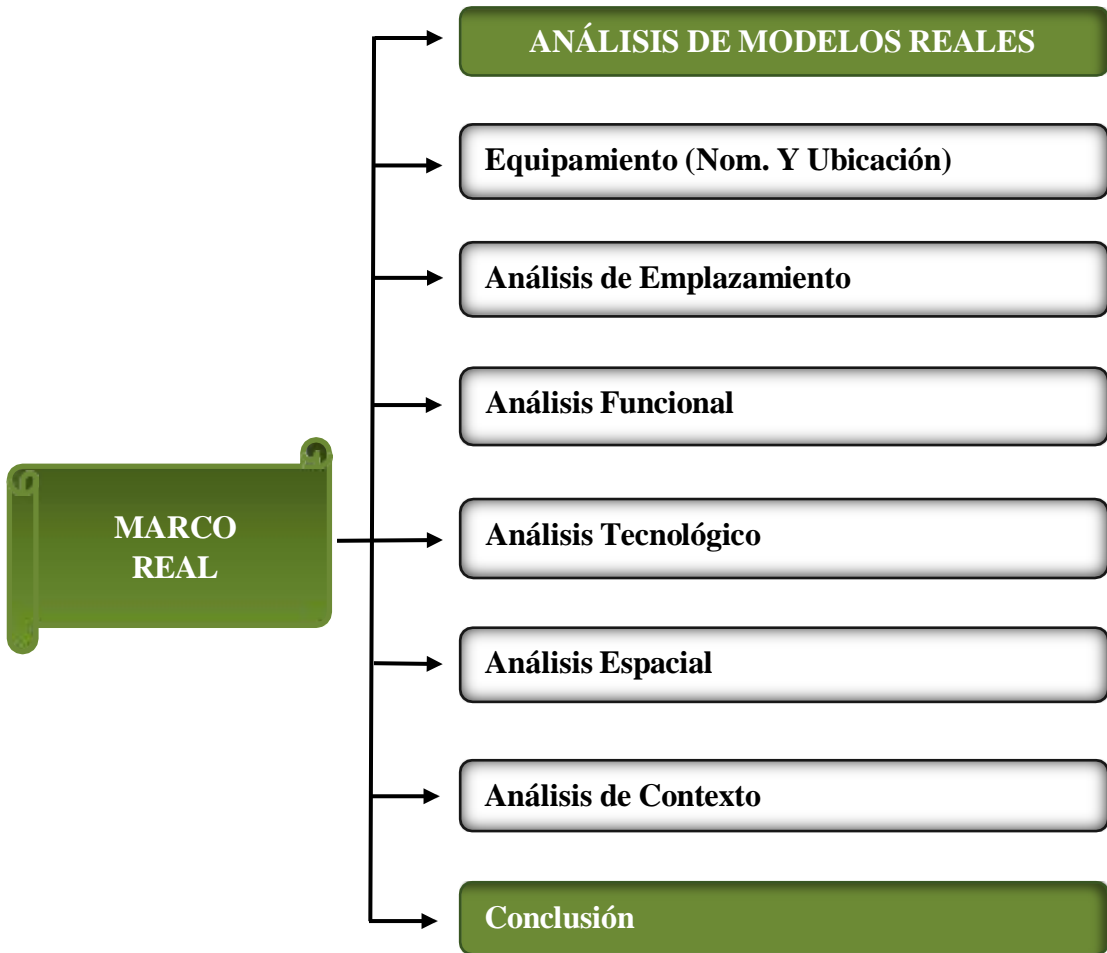 ANÁLISIS DE MODELOS REALES
Equipamiento (Nom. Y Ubicación)
Análisis de Emplazamiento
Análisis Funcional
MARCO
REAL
Análisis Tecnológico
Análisis Espacial
Análisis de Contexto
Conclusión